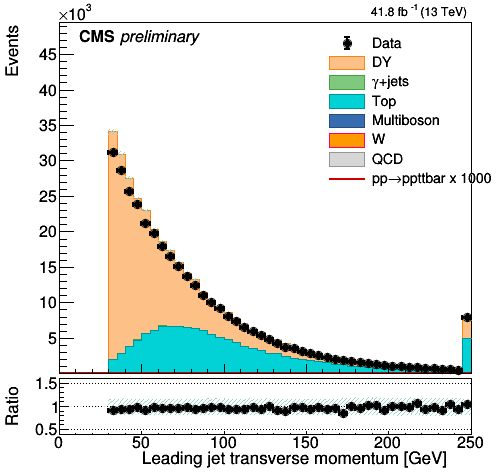 ×10³
41.8 fb⁻¹ (13 TeV)
CMS preliminary
Events
45
40
35
30
25
20
15
10
5
Data
DY
γ+jets
Top
Multiboson
W
QCD
pp→ppttbar x 1000
Ratio
1.5
1
0.5
0 50 100 150 200 250
Leading jet transverse momentum [GeV]